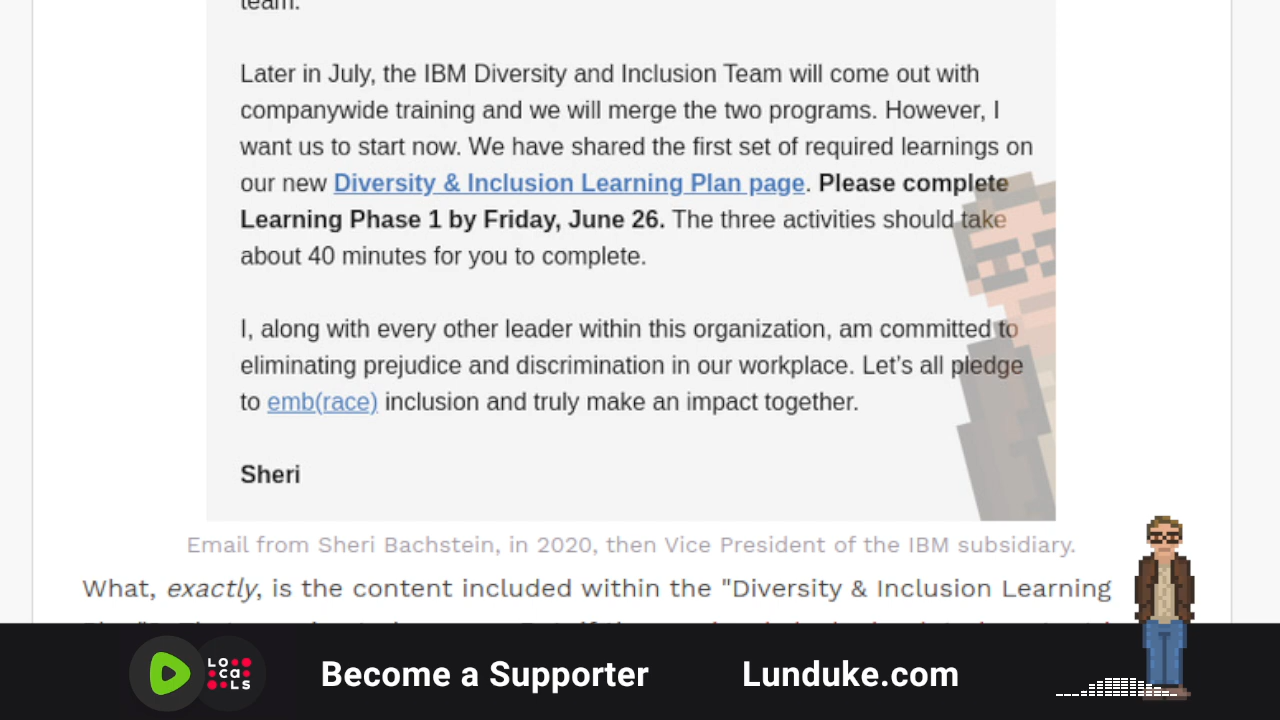 team.
Later in July, the IBM Diversity and Inclusion Team will come out with
companywide training and we will merge the two programs. However, I
want us to start now. We have shared the first set of required learnings on
our new Diversity & Inclusion Learning Plan page. Please complete
Learning Phase 1 by Friday, June 26. The three activities should take
about 40 minutes for you to complete.
I, along with every other leader within this organization, am committed to
eliminating prejudice and discrimination in our workplace. Let's all pledge
to emb(race) inclusion and truly make an impact together.
Sheri
Email from Sheri Bachstein, in 2020, then Vice President of the IBM subsidiary.
What, exactly, is the content included within the "Diversity & Inclusion Learning
LO
ca
LS
Become a Supporter
Lunduke.com